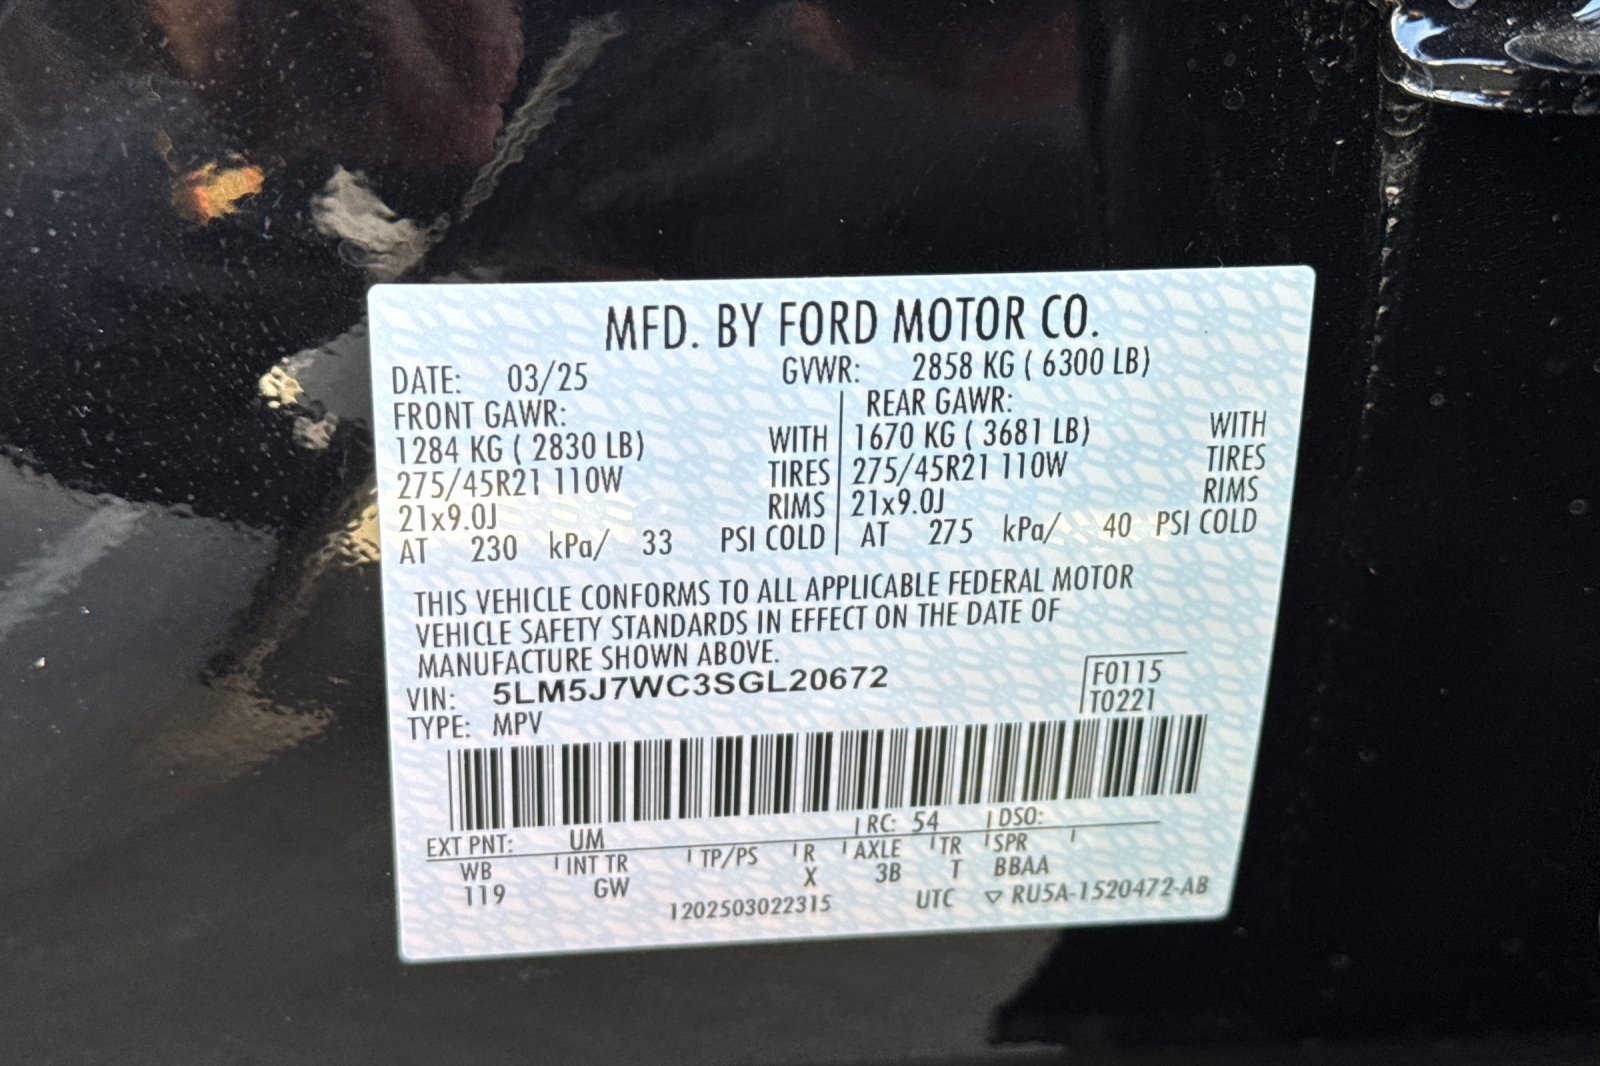 MFD. BY FORD MOTOR CO.
DATE: 03/25 GVWR: 2858 KG ( 6300 LB)
FRONT GAWR: REAR GAWR:
1284 KG ( 2830 LB) WITH 1670 KG ( 3681 LB) WITH
275/45R21 110W TIRES 275/45R21 110W TIRES
21x9.0J RIMS 21x9.0J RIMS
AT 230 kPa/ 33 PSI COLD AT 275 kPa/ 40 PSI COLD
THIS VEHICLE CONFORMS TO ALL APPLICABLE FEDERAL MOTOR
VEHICLE SAFETY STANDARDS IN EFFECT ON THE DATE OF
MANUFACTURE SHOWN ABOVE.
VIN: 5LM5J7WC3SGL20672 F0115
TYPE: MPV T0221
EXT PNT: UM RC: 54 DSO:
WB INT TR TP/PS R AXLE TR SPR
119 GW X 3B T BBAA
1202503022315 UTC ▽ RU5A-1520472-AB